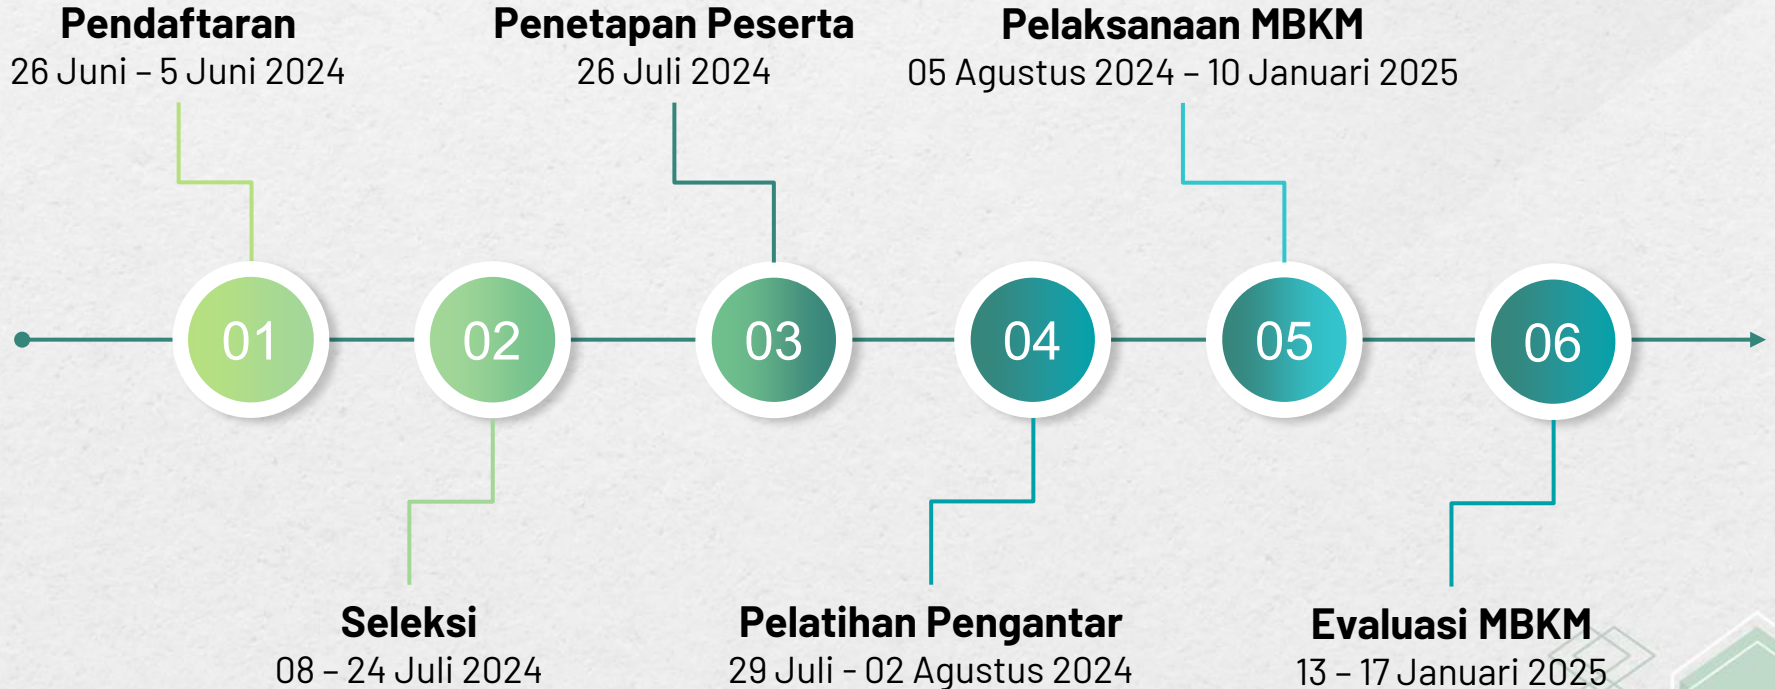 Pendaftaran
26 Juni – 5 Juni 2024
Penetapan Peserta
26 Juli 2024
Pelaksanaan MBKM
05 Agustus 2024 – 10 Januari 2025
01
02
03
04
05
06
Seleksi
08 – 24 Juli 2024
Pelatihan Pengantar
29 Juli - 02 Agustus 2024
Evaluasi MBKM
13 – 17 Januari 2025